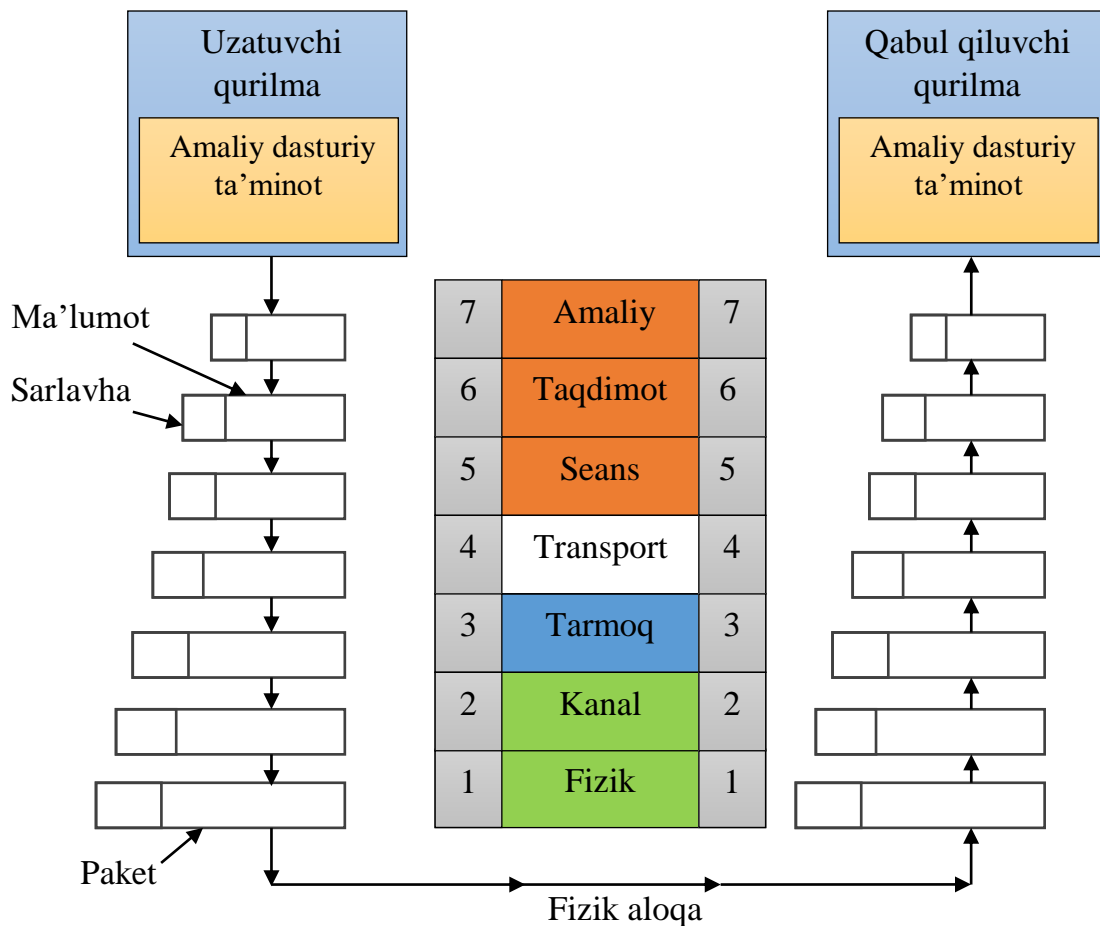 Uzatuvchi
qurilma
Amaliy dasturiy
ta’minot
Qabul qiluvchi
qurilma
Amaliy dasturiy
ta’minot
Ma’lumot
Sarlavha
7 Amaliy 7
6 Taqdimot 6
5 Seans 5
4 Transport 4
3 Tarmoq 3
2 Kanal 2
1 Fizik 1
Paket
Fizik aloqa